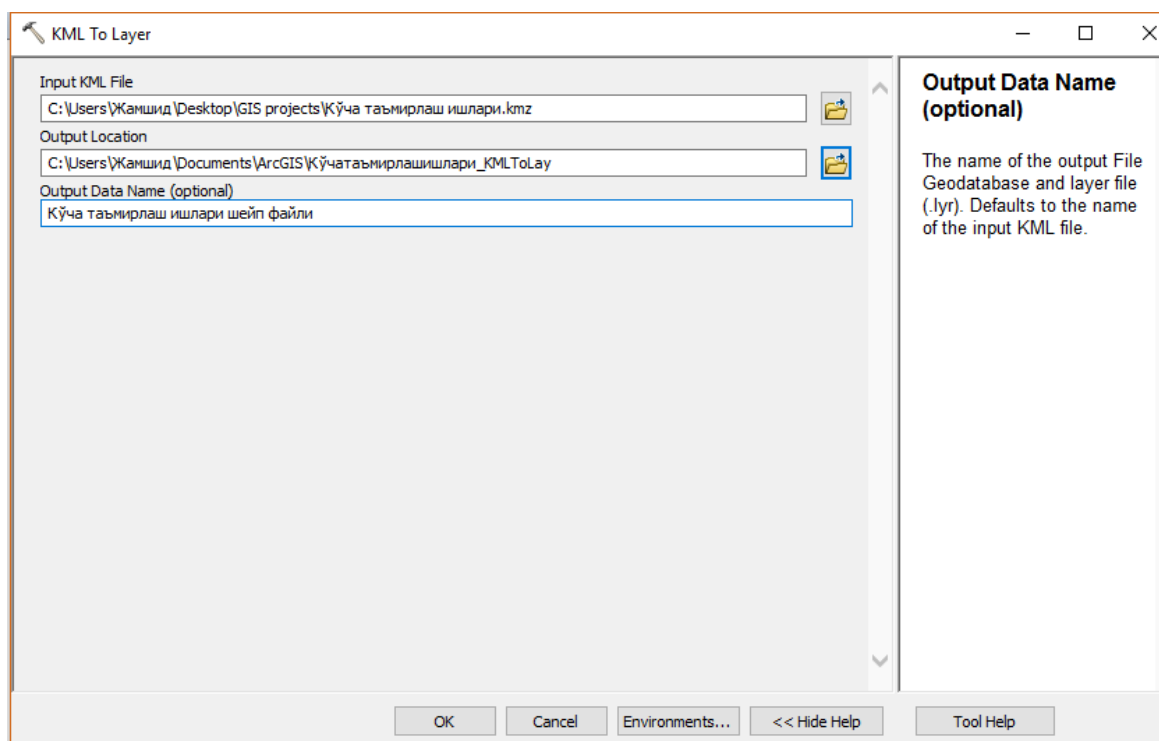 KML To Layer
Input KML File
C:\Users\Жамшид\Desktop\GIS projects\Кўча таъмирлаш ишлари.kmz
Output Location
C:\Users\Жамшид\Documents\ArcGIS\Кўчатаъмирлашишлари_KMLToLay
Output Data Name (optional)
Кўча таъмирлаш ишлари шейп файли
Output Data Name
(optional)
The name of the output File
Geodatabase and layer file
(.lyr). Defaults to the name
of the input KML file.
OK
Cancel
Environments...
<< Hide Help
Tool Help